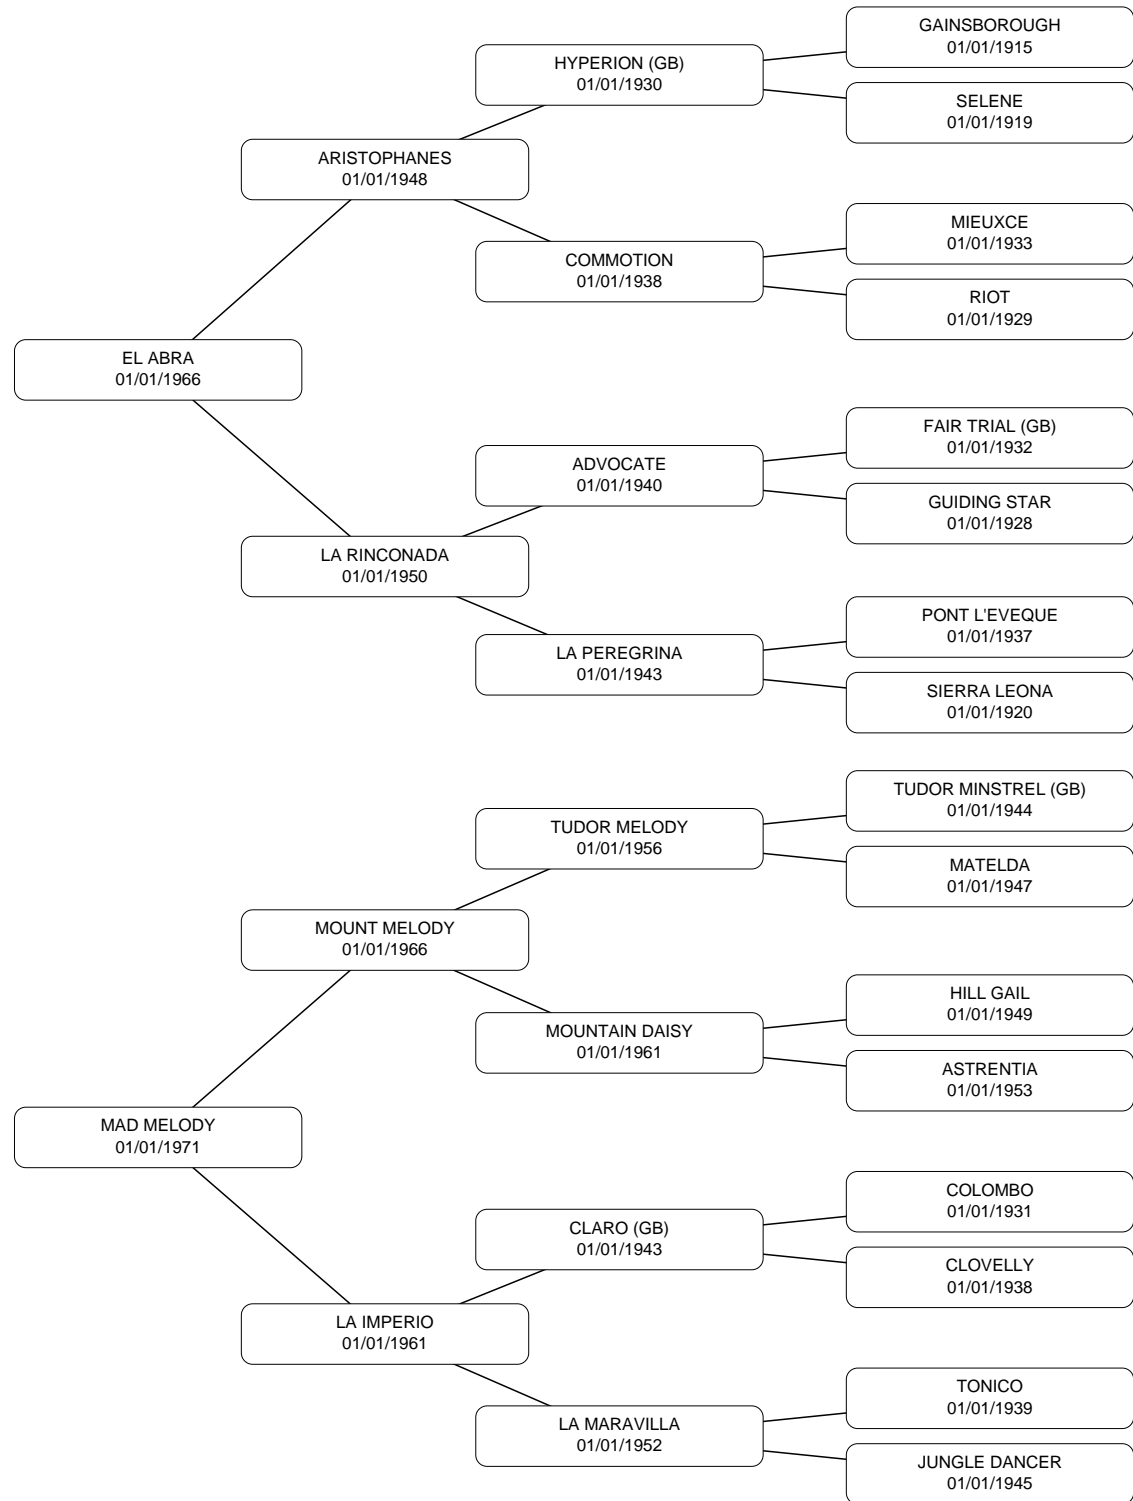 GAINSBOROUGH
01/01/1915
HYPERION (GB)
01/01/1930
SELENE
01/01/1919
ARISTOPHANES
01/01/1948
MIEUXCE
01/01/1933
COMMOTION
01/01/1938
RIOT
01/01/1929
EL ABRA
01/01/1966
FAIR TRIAL (GB)
01/01/1932
ADVOCATE
01/01/1940
GUIDING STAR
01/01/1928
LA RINCONADA
01/01/1950
PONT L'EVEQUE
01/01/1937
LA PEREGRINA
01/01/1943
SIERRA LEONA
01/01/1920
TUDOR MINSTREL (GB)
01/01/1944
TUDOR MELODY
01/01/1956
MATELDA
01/01/1947
MOUNT MELODY
01/01/1966
HILL GAIL
01/01/1949
MOUNTAIN DAISY
01/01/1961
ASTRENTIA
01/01/1953
MAD MELODY
01/01/1971
COLOMBO
01/01/1931
CLARO (GB)
01/01/1943
CLOVELLY
01/01/1938
LA IMPERIO
01/01/1961
TONICO
01/01/1939
LA MARAVILLA
01/01/1952
JUNGLE DANCER
01/01/1945